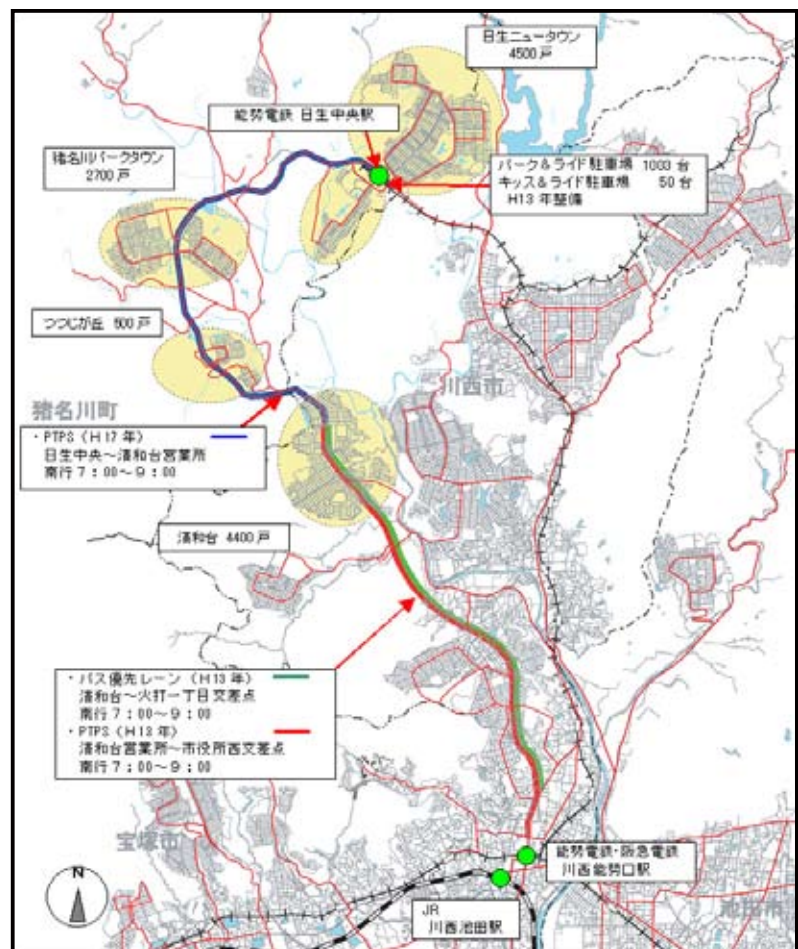 日生ニュータウン
4500戸
能勢電鉄 日生中央駅
猪名川パークタウン
2700戸
パーク&ライド駐車場 1003台
キッス&ライド駐車場 50台
H13年整備
つつじが丘 600戸
川西市
猪名川町
・PTPS(H17年)
日生中央～清和台営業所
南行7:00～9:00
清和台 4400戸
・バス優先レーン(H13年)
清和台～火打一丁目交差点
南行7:00～9:00
・PTPS(H13年)
清和台営業所～市役所西交差点
南行7:00～9:00
宝塚市
N
能勢電鉄・阪急電鉄
川西能勢口駅
池田市
JR
川西池田駅